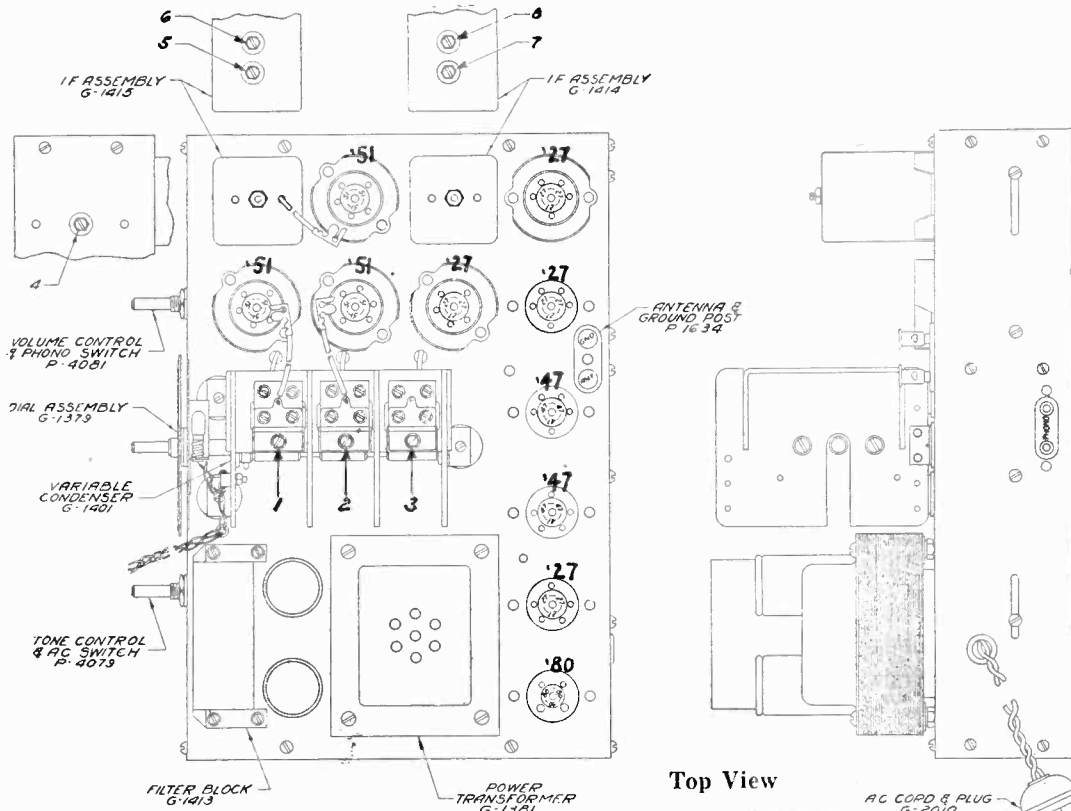 6
8
5
7
IF ASSEMBLY
G-1415
IF ASSEMBLY
G-1414
'51
'27
4
'51
'51
'27
'27
ANTENNA &
GROUND POST
P 1634
GND
ANT
VOLUME CONTROL
& PHONO SWITCH
P-4081
'47
DIAL ASSEMBLY
G-1379
PHONO
VARIABLE
CONDENSER
G-1401
1
2
3
'47
'27
TONE CONTROL
& AC SWITCH
P-4079
'80
FILTER BLOCK
G-1413
POWER
TRANSFORMER
G-1381
Top View
AC CORD & PLUG
G-2010